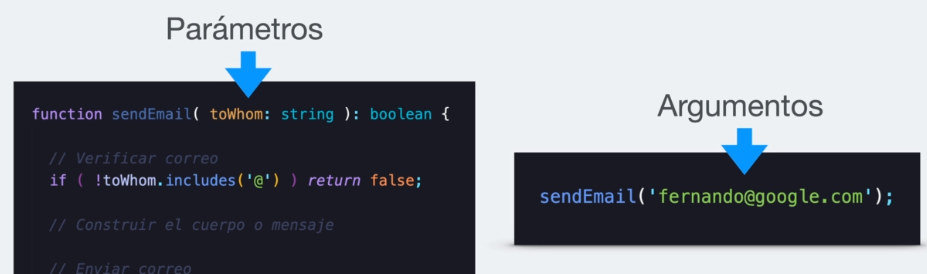 Parámetros
function sendEmail( toWhom: string ): boolean {
// Verificar correo
if ( !toWhom.includes('@') ) return false;
// Construir el cuerpo o mensaje
// Enviar correo
Argumentos
sendEmail('fernando@google.com');